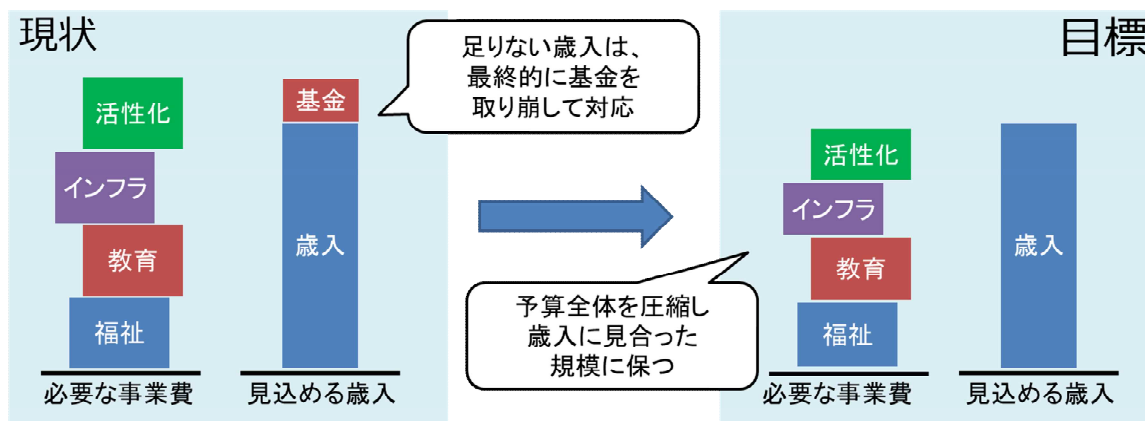 現状
足りない歳入は、
最終的に基金を
取り崩して対応
活性化
インフラ
教育
福祉
必要な事業費
基金
歳入
見込める歳入
目標
予算全体を圧縮し
歳入に見合った
規模に保つ
活性化
インフラ
教育
福祉
必要な事業費
歳入
見込める歳入